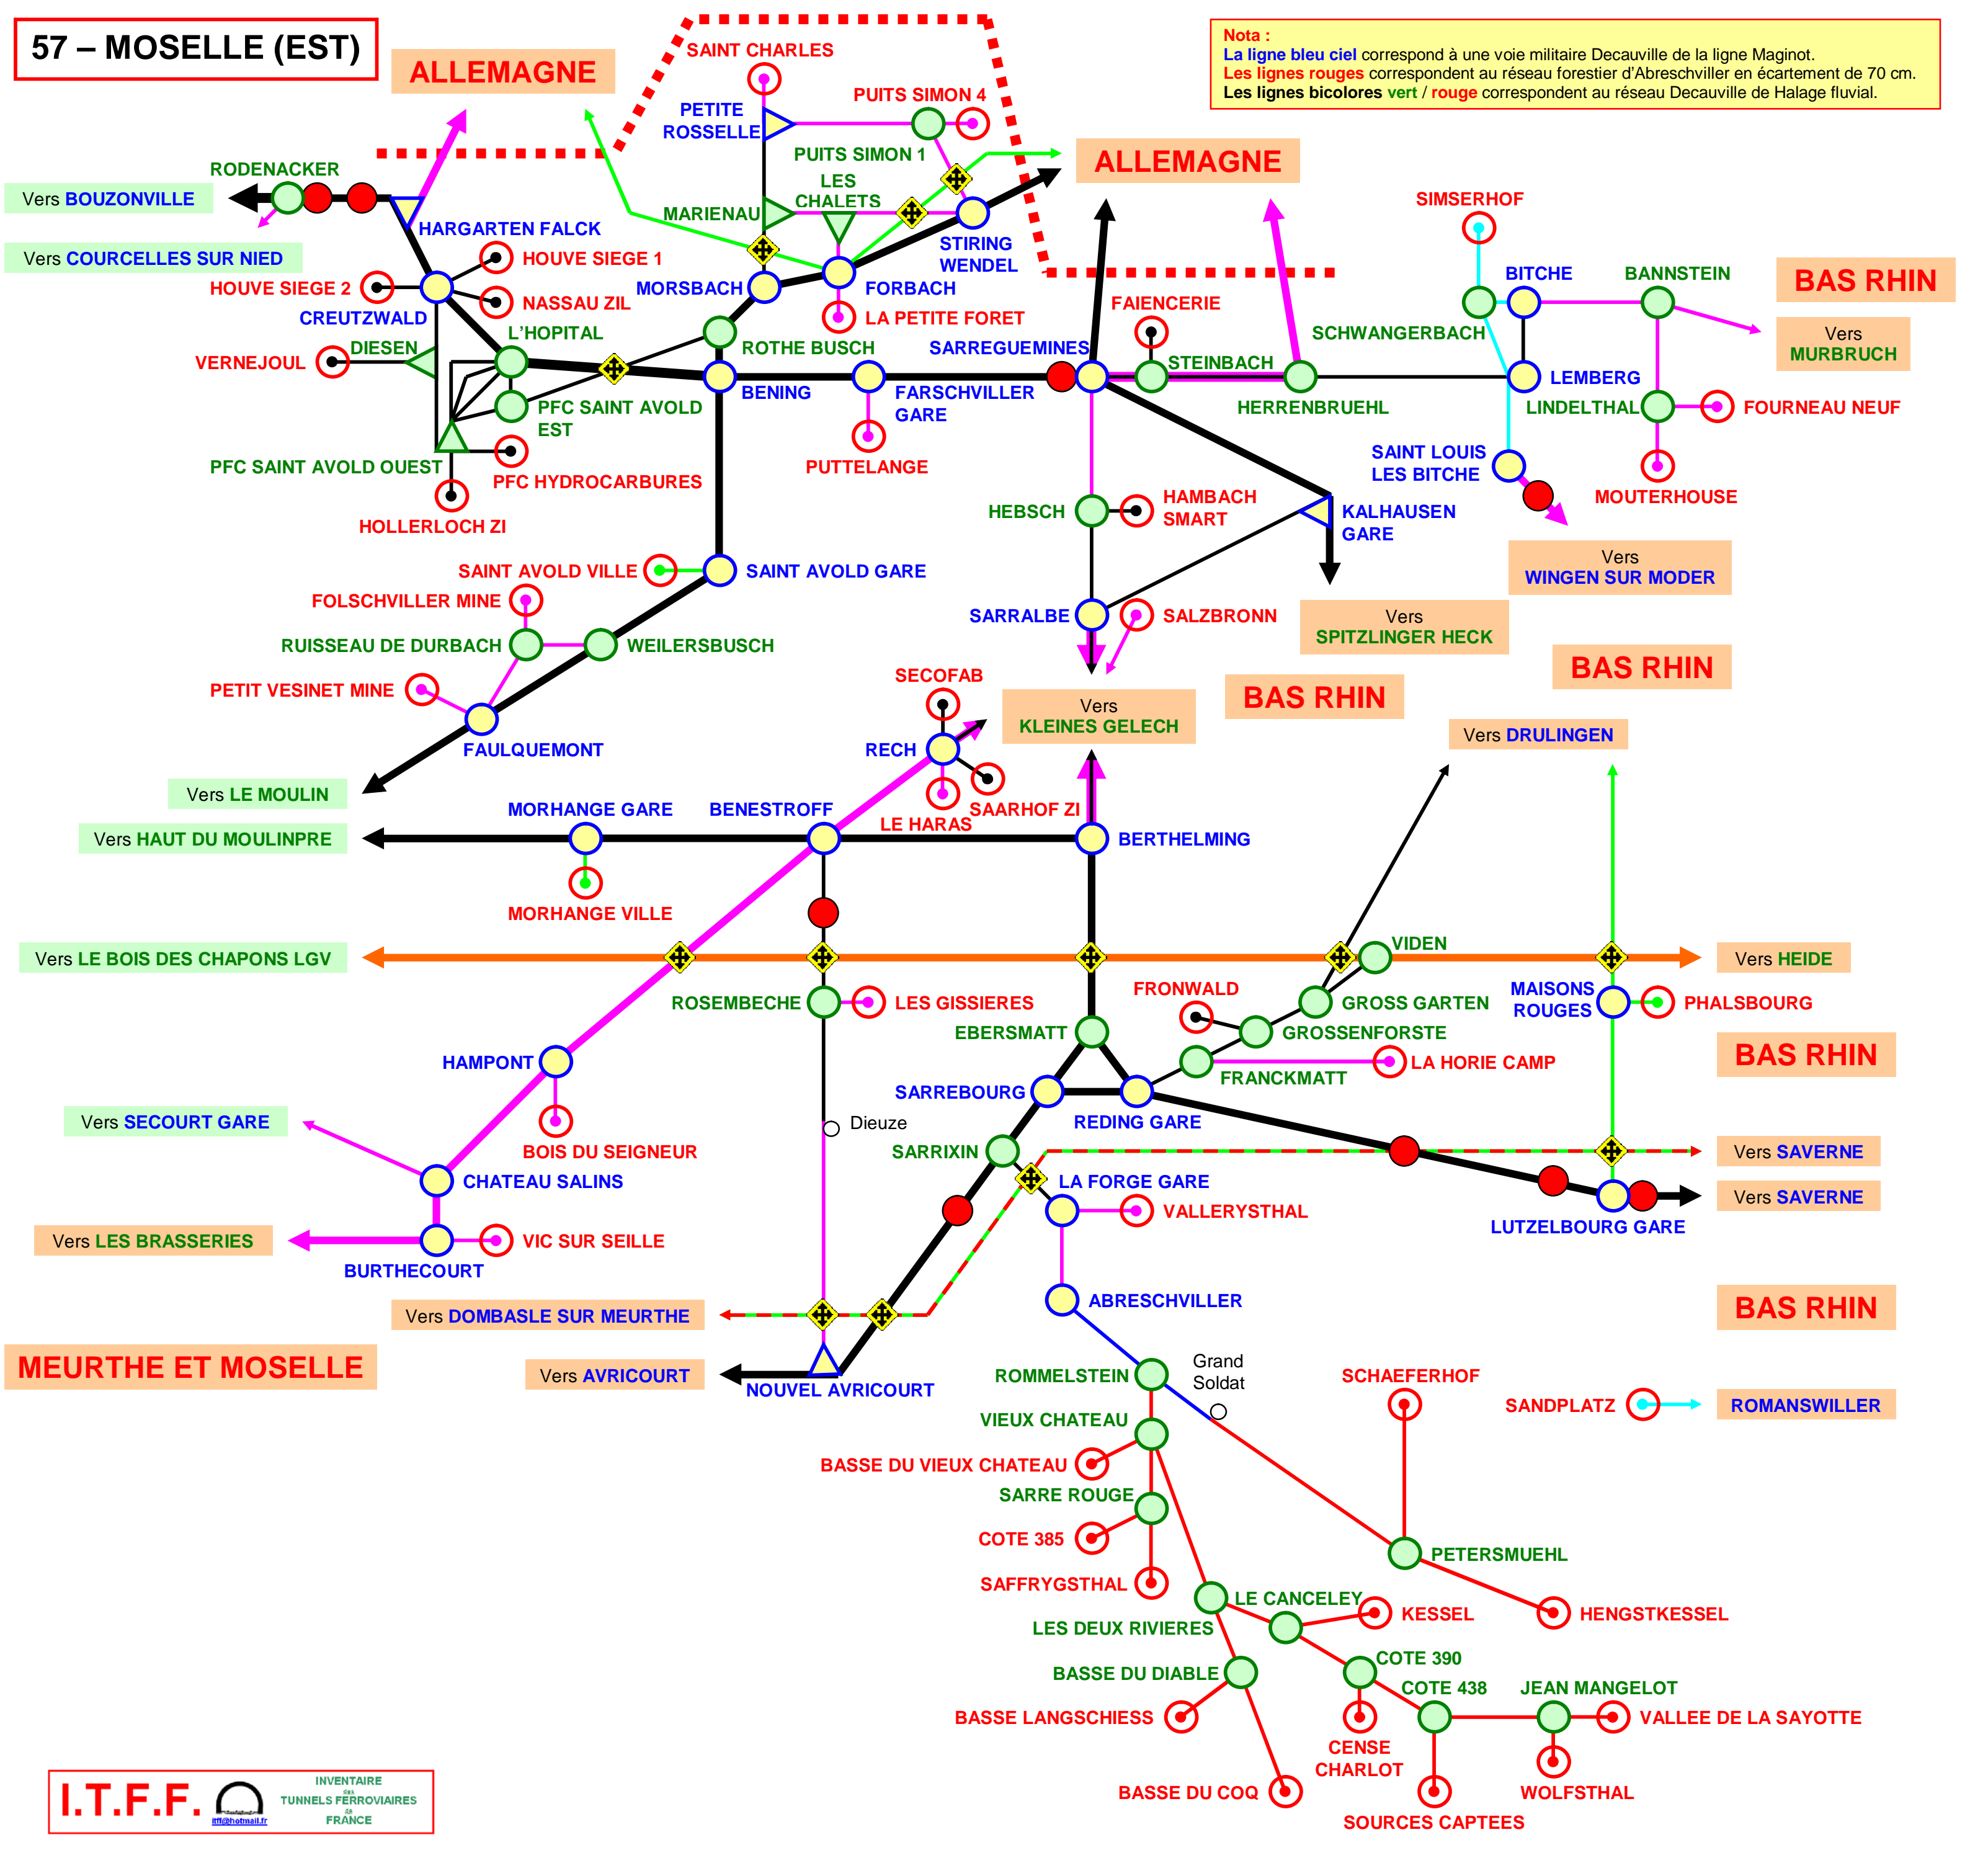 57 – MOSELLE (EST)
Nota :
La ligne bleu ciel correspond à une voie militaire Decauville de la ligne Maginot.
Les lignes rouges correspondent au réseau forestier d'Abreschviller en écartement de 70 cm.
Les lignes bicolores vert / rouge correspondent au réseau Decauville de Halage fluvial.
ALLEMAGNE
SAINT CHARLES
PETITE
ROSSELLE
PUITS SIMON 4
PUITS SIMON 1
LES
CHALETS
ALLEMAGNE
RODENACKER
Vers BOUZONVILLE
MARIENAU
SIMSERHOF
HARGARTEN FALCK
STIRING
WENDEL
Vers COURCELLES SUR NIED
HOUVE SIEGE 1
HOUVE SIEGE 2
NASSAU ZIL
MORSBACH
FORBACH
BITCHE
BANNSTEIN
BAS RHIN
CREUTZWALD
LA PETITE FORET
FAIENCERIE
SCHWANGERBACH
Vers
MURBRUCH
L'HOPITAL
DIESEN
VERNEJOUL
ROTHE BUSCH
SARREGUEMINES
STEINBACH
LEMBERG
BENING
FARSCHVILLER
GARE
HERRENBRUEHL
LINDELTHAL
FOURNEAU NEUF
PFC SAINT AVOLD
EST
PFC SAINT AVOLD OUEST
PUTTELANGE
SAINT LOUIS
LES BITCHE
PFC HYDROCARBURES
MOUTERHOUSE
HOLLERLOCH ZI
HEBSCH
HAMBACH
SMART
KALHAUSEN
GARE
Vers
WINGEN SUR MODER
SAINT AVOLD VILLE
SAINT AVOLD GARE
FOLSCHVILLER MINE
SARRALBE
SALZBRONN
Vers
SPITZLINGER HECK
RUISSEAU DE DURBACH
WEILERSBUSCH
BAS RHIN
PETIT VESINET MINE
SECOFAB
BAS RHIN
Vers
KLEINES GELECH
FAULQUEMONT
RECH
Vers DRULINGEN
Vers LE MOULIN
MORHANGE GARE
BENESTROFF
SAARHOF ZI
LE HARAS
Vers HAUT DU MOULINPRE
BERTHELMING
MORHANGE VILLE
Vers LE BOIS DES CHAPONS LGV
VIDEN
Vers HEIDE
ROSEMBECHE
LES GISSIERES
FRONWALD
GROSS GARTEN
MAISONS
ROUGES
PHALSBOURG
EBERSMATT
GROSSENFORSTE
BAS RHIN
HAMPONT
LA HORIE CAMP
FRANCKMATT
SARREBOURG
REDING GARE
Vers SECOURT GARE
Dieuze
BOIS DU SEIGNEUR
SARRIXIN
Vers SAVERNE
CHATEAU SALINS
LA FORGE GARE
Vers SAVERNE
VALLERYSTHAL
LUTZELBOURG GARE
Vers LES BRASSERIES
VIC SUR SEILLE
BURTHECOURT
ABRESCHVILLER
BAS RHIN
Vers DOMBASLE SUR MEURTHE
MEURTHE ET MOSELLE
Vers AVRICOURT
NOUVEL AVRICOURT
ROMMELSTEIN
Grand
Soldat
SCHAEFERHOF
SANDPLATZ
ROMANSWILLER
VIEUX CHATEAU
BASSE DU VIEUX CHATEAU
SARRE ROUGE
COTE 385
PETERSMUEHL
SAFFRYGSTHAL
LE CANCELEY
KESSEL
HENGSTKESSEL
LES DEUX RIVIERES
BASSE DU DIABLE
COTE 390
COTE 438
JEAN MANGELOT
BASSE LANGSCHIESS
VALLEE DE LA SAYOTTE
CENSE
CHARLOT
BASSE DU COQ
WOLFSTHAL
SOURCES CAPTEES
I.T.F.F.
itff@hotmail.fr
INVENTAIRE
des
TUNNELS FERROVIAIRES
de
FRANCE